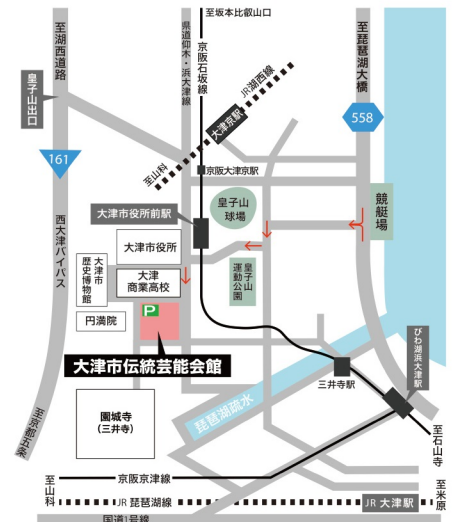 至坂本比叡山口
至湖西道路
県道仰木・浜大津線
京阪石坂線
至琵琶湖大橋
皇子山出口
JR湖西線
大津京駅
558
至山科
161
京阪大津京駅
皇子山
球場
競艇場
大津市役所前駅
西大津バイパス
大津市役所
大津市
歴史博物館
大津
商業高校
皇子山
運動公園
P
円満院
大津市伝統芸能会館
びわ湖浜大津駅
三井寺駅
琵琶湖疏水
園城寺
(三井寺)
至京都五条
至石山寺
京阪京津線
至山科
至米原
JR 琵琶湖線
JR 大津駅
国道1号線